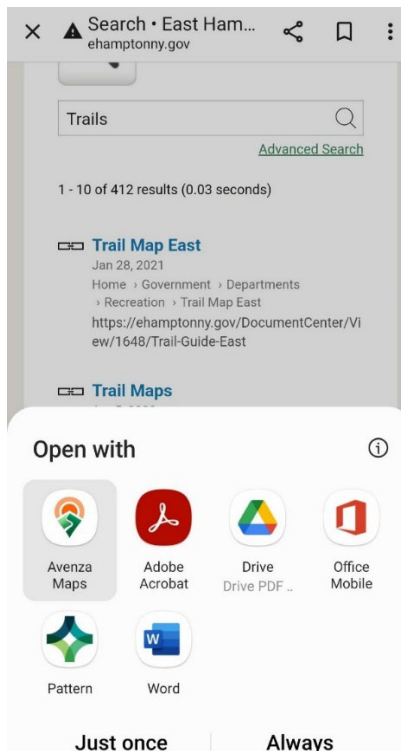 Search • East Ham...
ehamptonny.gov
Trails
Advanced Search
1 - 10 of 412 results (0.03 seconds)
Trail Map East
Jan 28, 2021
Home › Government › Departments
› Recreation › Trail Map East
https://ehamptonny.gov/DocumentCenter/Vi
ew/1648/Trail-Guide-East
Trail Maps
Open with
Avenza
Maps
Adobe
Acrobat
Drive
Drive PDF ..
Office
Mobile
W
Pattern
Word
Just once
Always